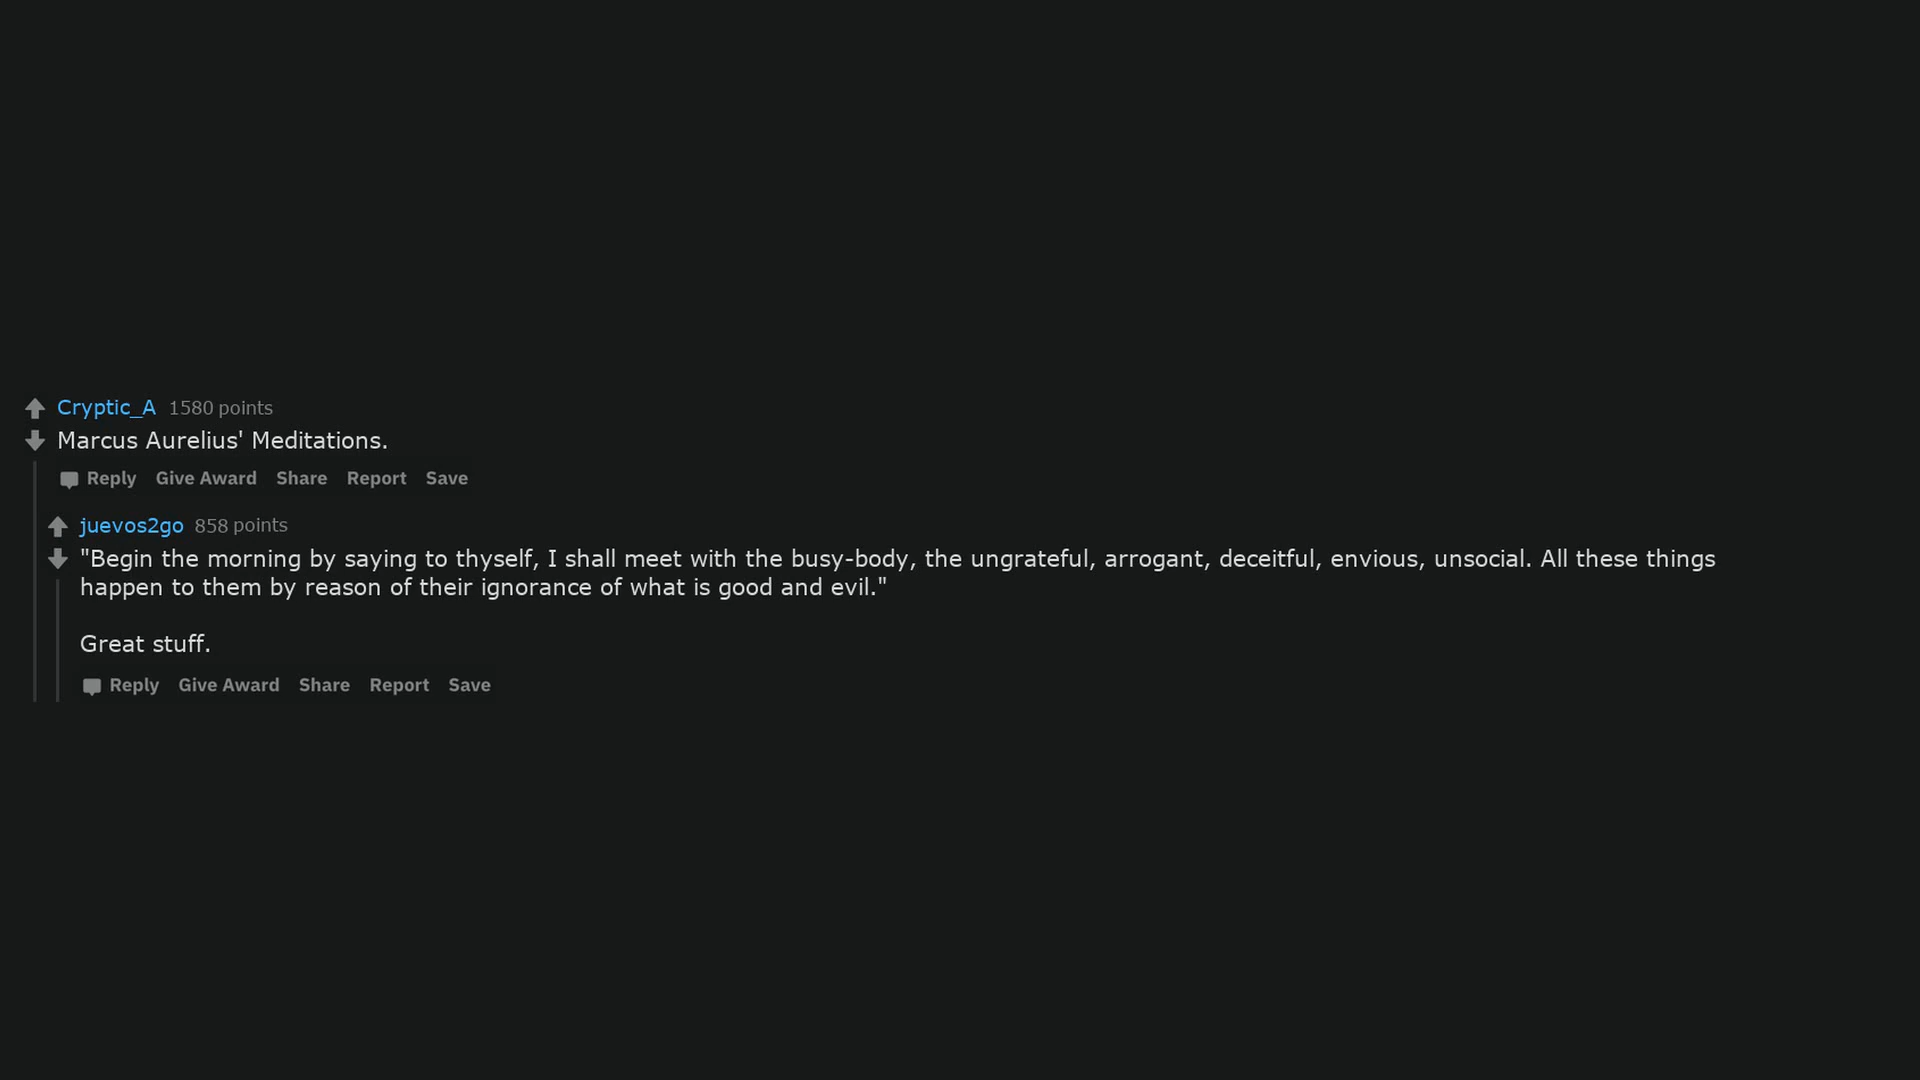 Cryptic_A 1580 points
Marcus Aurelius' Meditations.
Reply Give Award Share Report Save
juevos2go 858 points
"Begin the morning by saying to thyself, I shall meet with the busy-body, the ungrateful, arrogant, deceitful, envious, unsocial. All these things
happen to them by reason of their ignorance of what is good and evil."
Great stuff.
Reply Give Award Share Report Save